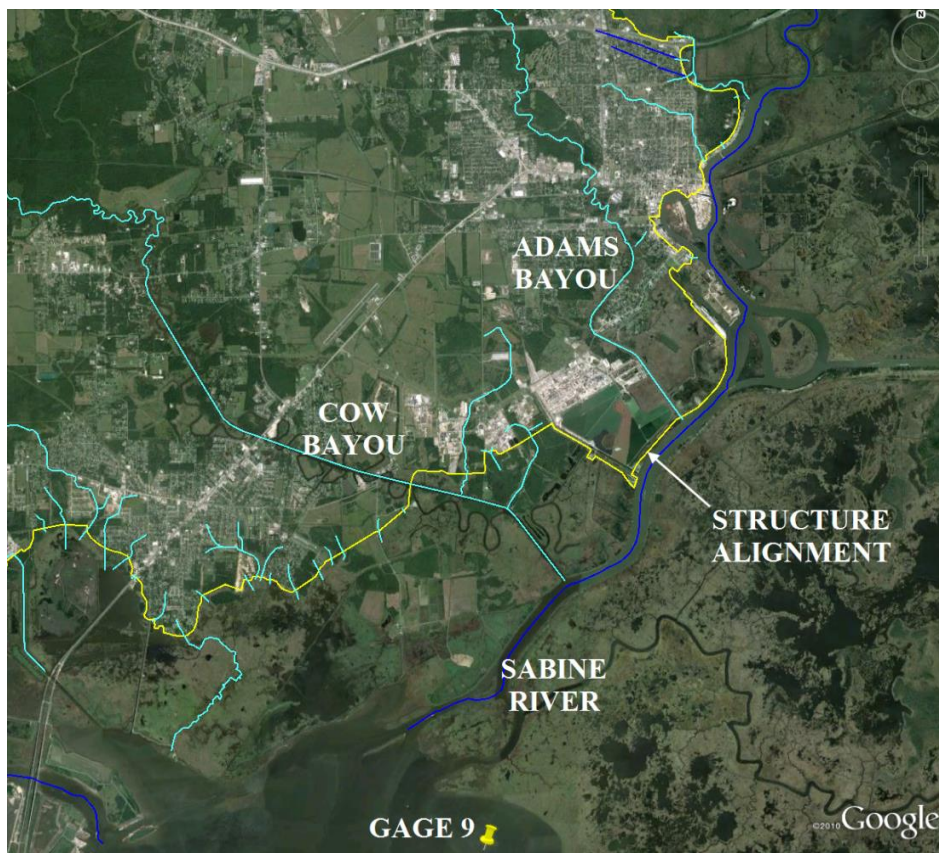 N
ADAMS
BAYOU
COW
BAYOU
STRUCTURE
ALIGNMENT
SABINE
RIVER
GAGE 9
©2010 Google